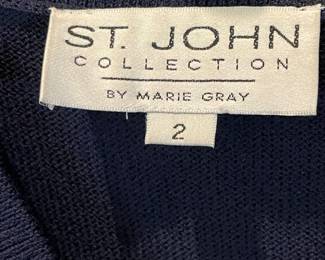 ST. JOHN
COLLECTION
BY MARIE GRAY
2